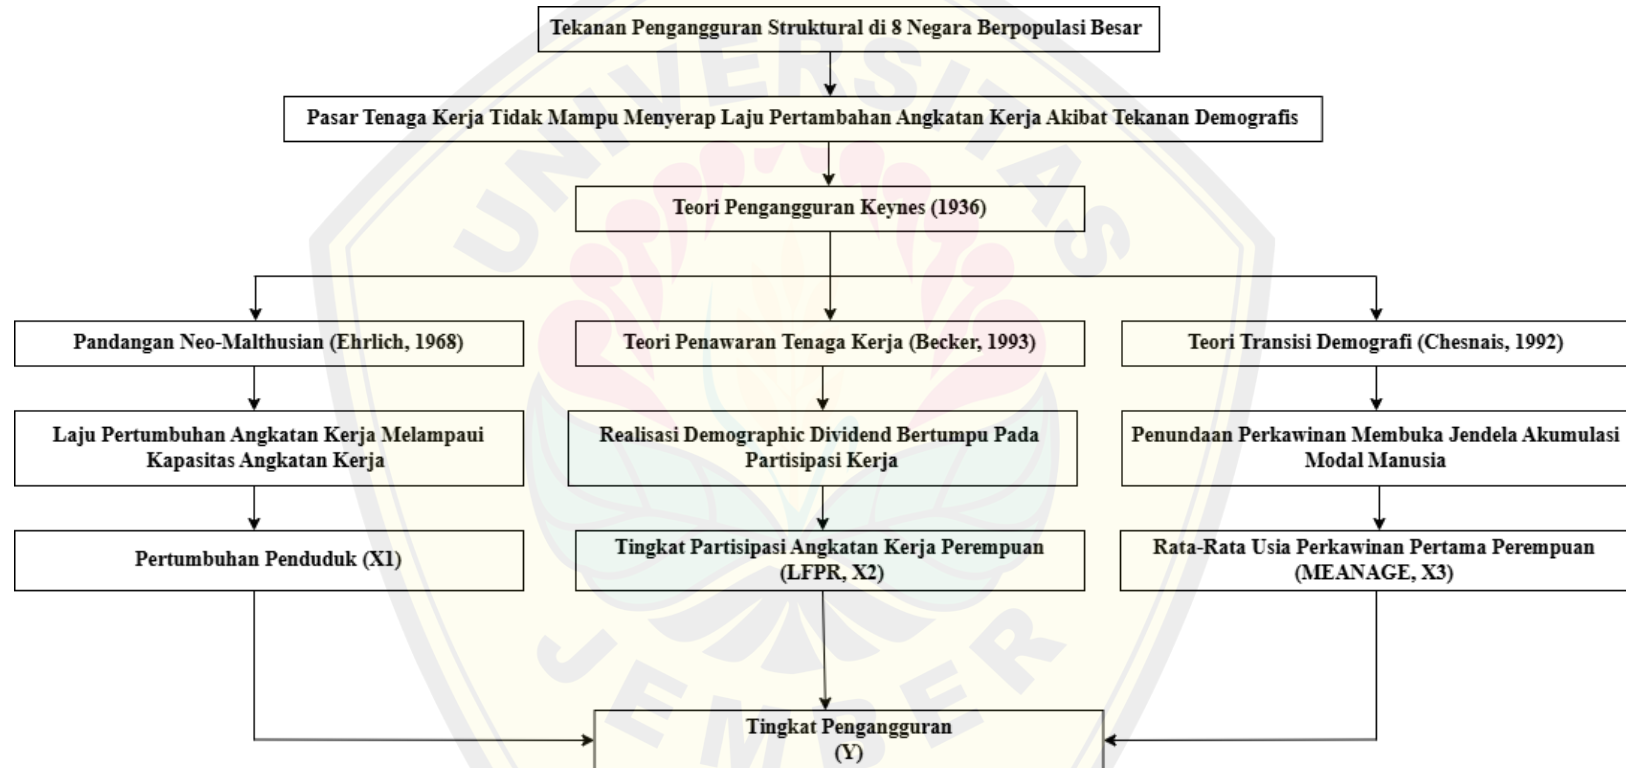 Tekanan Pengangguran Struktural di 8 Negara Berpopulasi Besar
Pasar Tenaga Kerja Tidak Mampu Menyerap Laju Pertambahan Angkatan Kerja Akibat Tekanan Demografis
Teori Pengangguran Keynes (1936)
Pandangan Neo-Malthusian (Ehrlich, 1968)
Teori Penawaran Tenaga Kerja (Becker, 1993)
Teori Transisi Demografi (Chesnais, 1992)
Laju Pertumbuhan Angkatan Kerja Melampaui
Kapasitas Angkatan Kerja
Realisasi Demographic Dividend Bertumpu Pada
Partisipasi Kerja
Penundaan Perkawinan Membuka Jendela Akumulasi
Modal Manusia
Pertumbuhan Penduduk (X1)
Tingkat Partisipasi Angkatan Kerja Perempuan
(LFPR, X2)
Rata-Rata Usia Perkawinan Pertama Perempuan
(MEANAGE, X3)
Tingkat Pengangguran
(Y)
UNIVERSITAS
JEMBER